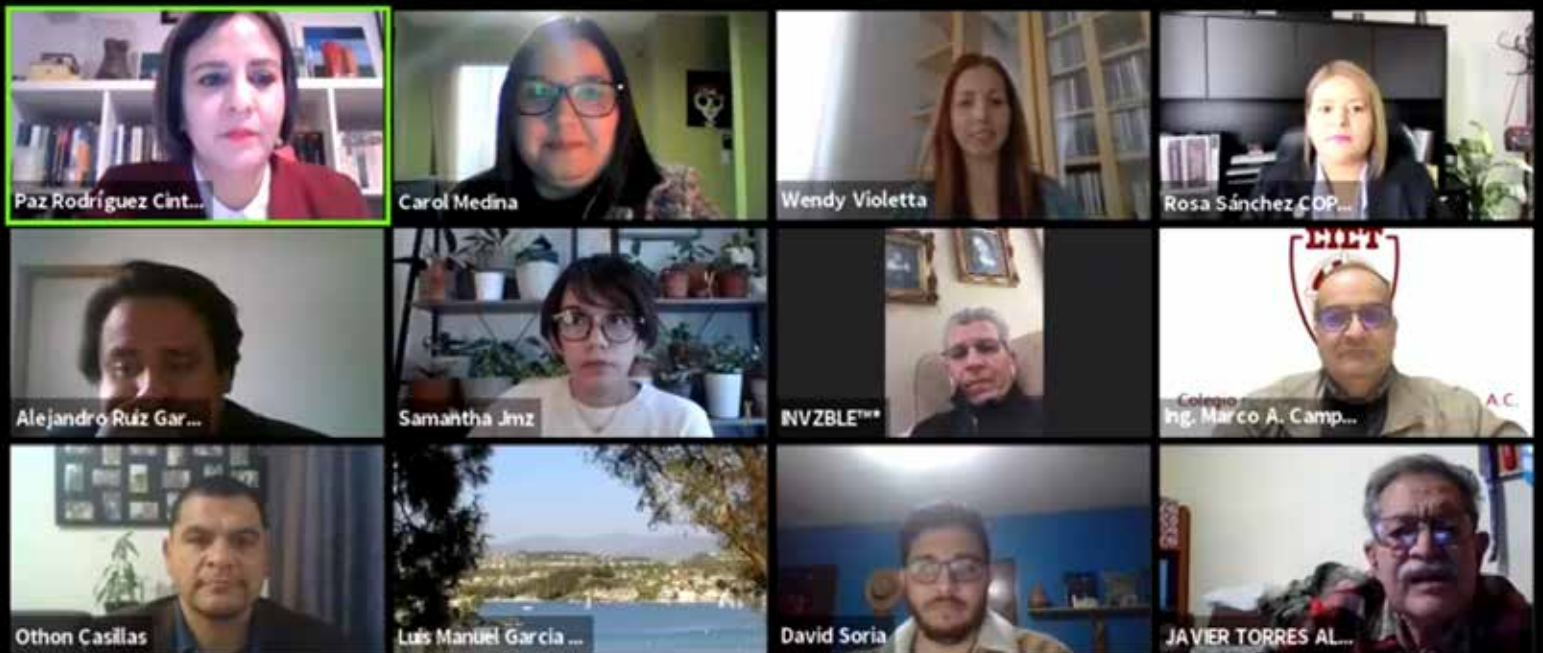 Paz Rodríguez Cint...
Carol Medina
Wendy Violetta
Rosa Sánchez COP...
Alejandro Ruiz Gar...
Samantha Jmz
INVZBLE™*
EIET
Colegio
A.C.
Ing. Marco A. Camp...
Othon Casillas
Luis Manuel Garcia ...
David Soria
JAVIER TORRES AL...